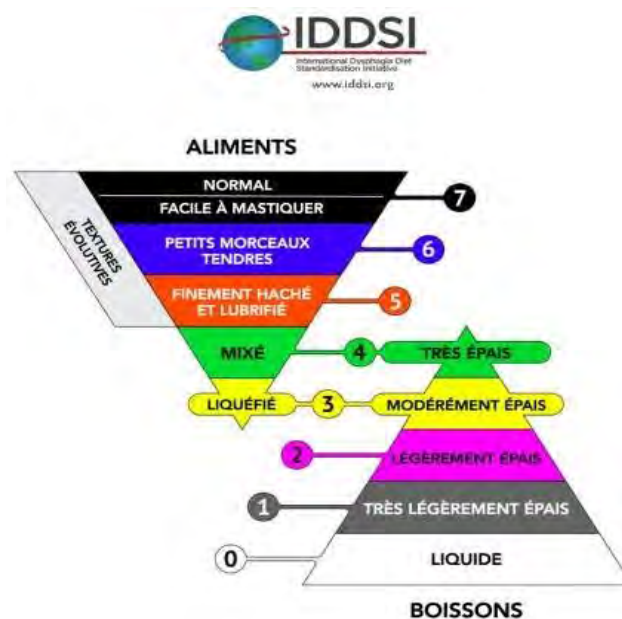 IDDSI
International Dysphagia Diet
Standardisation Initiative
www.iddsi.org
ALIMENTS
NORMAL
FACILE À MASTIQUER
7
TEXTURES
ÉVOLUTIVES
PETITS MORCEAUX
TENDRES
6
FINEMENT HACHÉ
ET LUBRIFIÉ
5
MIXÉ
4
TRÈS ÉPAIS
LIQUÉFIÉ
3
MODÉRÉMENT ÉPAIS
2
LÉGÈREMENT ÉPAIS
1
TRÈS LÉGÈREMENT ÉPAIS
0
LIQUIDE
BOISSONS